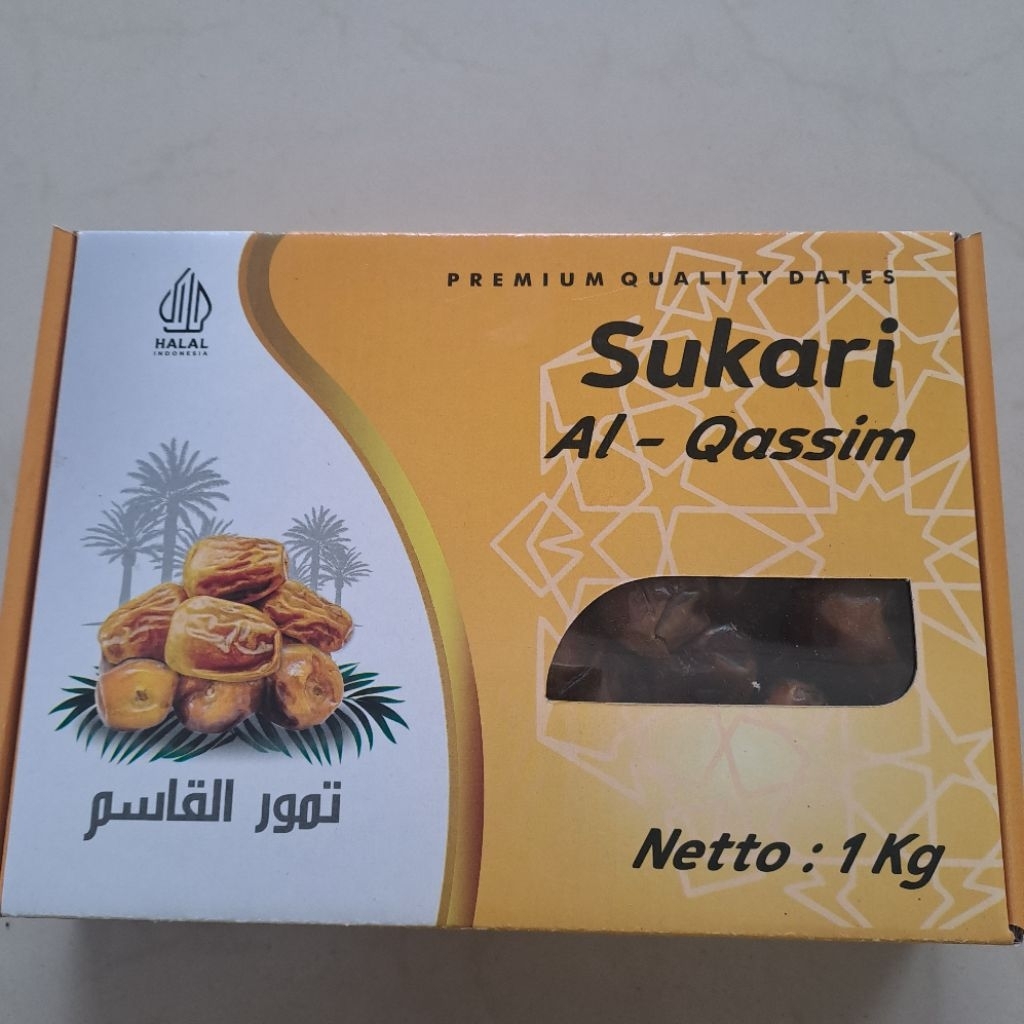 HALAL
INDONESIA
PREMIUM QUALITY DATES
Sukari
Al - Qassim
تمور القاسم
Netto : 1 Kg